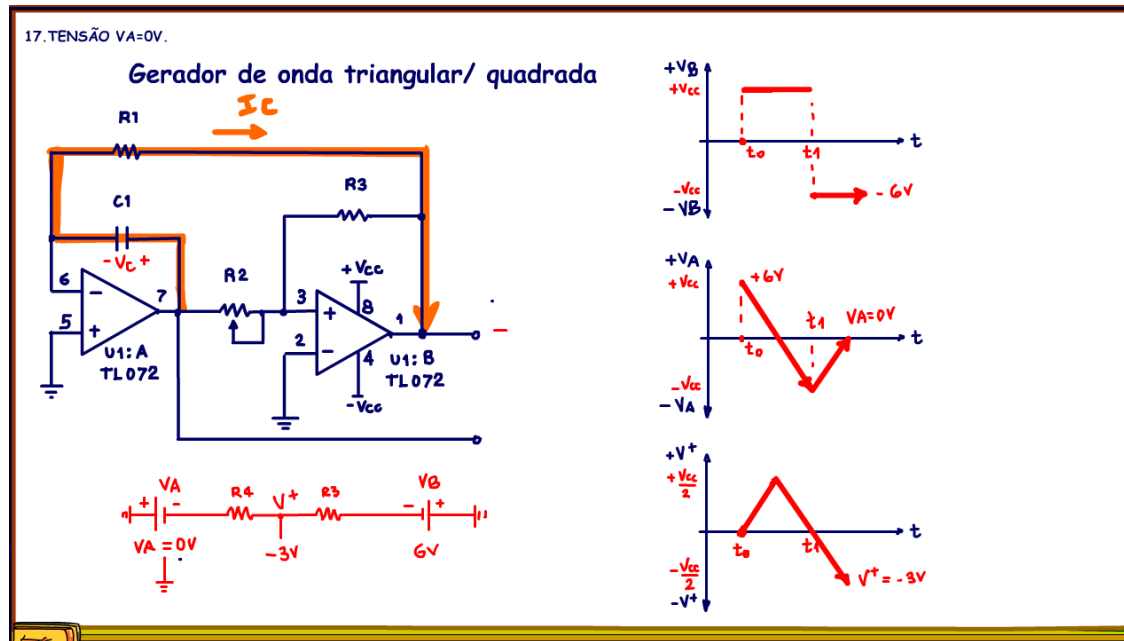 17.TENSÃO VA=0V.
Gerador de onda triangular/ quadrada
Ic
R1
C1
- Vc +
R3
R2
+Vcc
6
-
7
5
+
U1:A
TL072
3
+
8
1
2
-
4
U1:B
TL072
-Vcc
-
VA
+ -
R4
V+
R3
VB
- +
VA = 0V
-3V
6V
+VB
+Vcc
t0
t1
t
-Vcc
-VB
- 6V
+VA
+Vcc
+6V
t1
VA=0V
t0
t
-Vcc
-VA
+V+
+Vcc/2
t0
t1
t
-Vcc/2
-V+
V+ = -3V